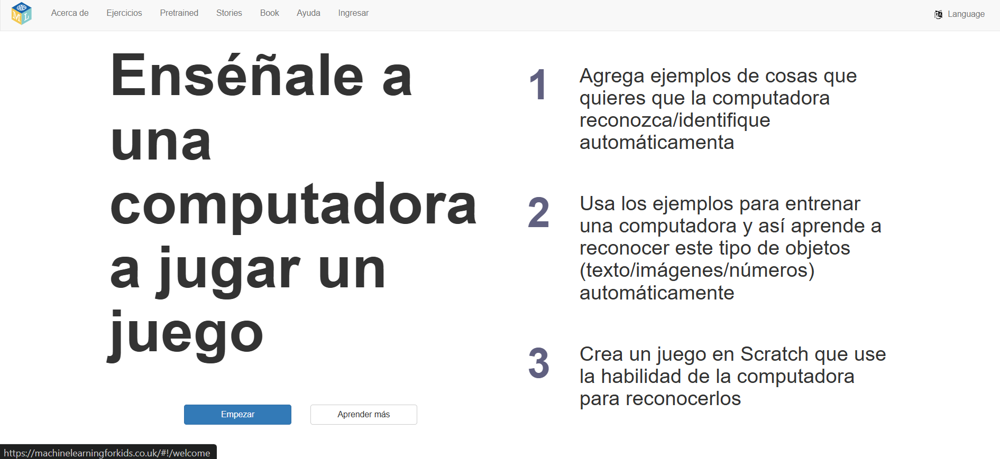 M L
Acerca de
Ejercicios
Pretrained
Stories
Book
Ayuda
Ingresar
Language
Enséñale a
una
computadora
a jugar un
juego
Empezar
Aprender más
1
Agrega ejemplos de cosas que
quieres que la computadora
reconozca/identifique
automáticamenta
2
Usa los ejemplos para entrenar
una computadora y así aprende a
reconocer este tipo de objetos
(texto/imágenes/números)
automáticamente
3
Crea un juego en Scratch que use
la habilidad de la computadora
para reconocerlos
https://machinelearningforkids.co.uk/#!/welcome